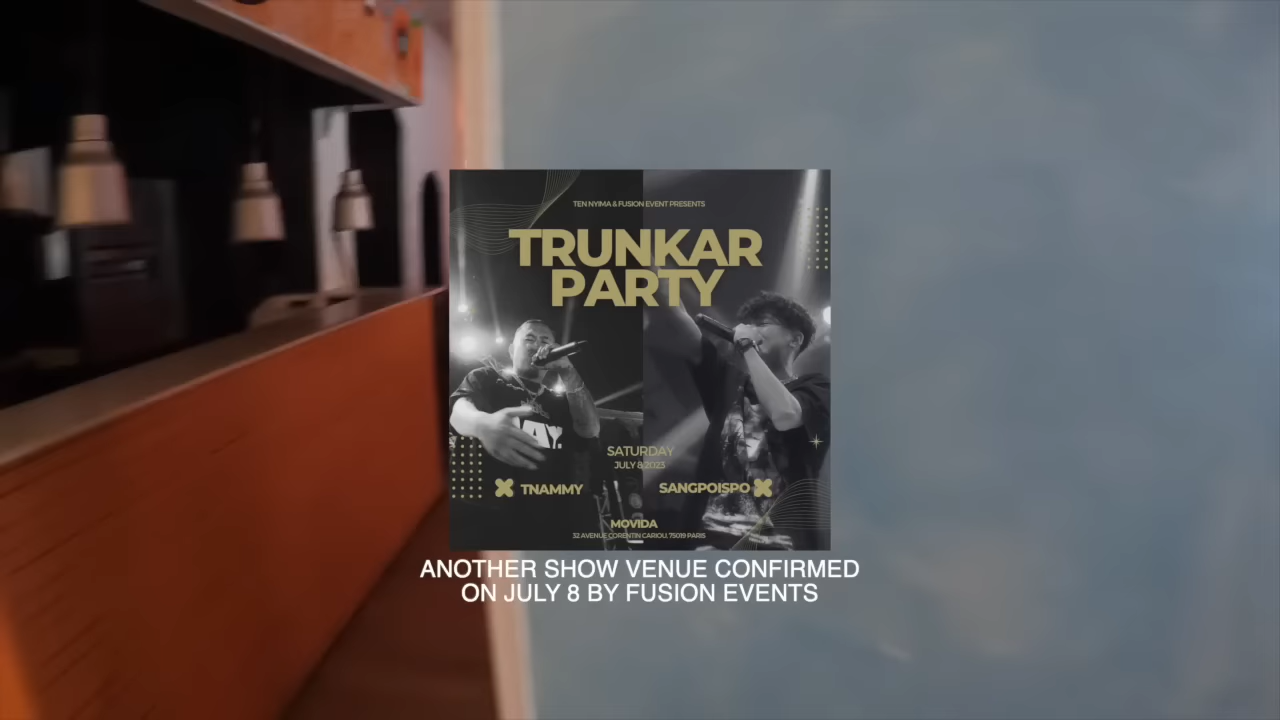 TEN NYIMA & FUSION EVENT PRESENTS
TRUNKAR
PARTY
SATURDAY
JULY 8 2023
TNAMMY
SANGPOISPO
MOVIDA
32 AVENUE CORENTIN CARIOU, 75019 PARIS
ANOTHER SHOW VENUE CONFIRMED
ON JULY 8 BY FUSION EVENTS